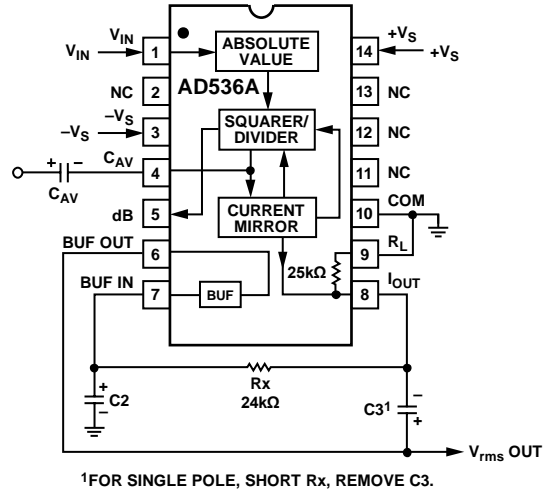 V_IN
V_IN
1
ABSOLUTE
VALUE
14
+V_S
+V_S
NC
2
AD536A
13
NC
–V_S
–V_S
3
SQUARER/
DIVIDER
12
NC
+ –
C_AV
C_AV
4
11
NC
dB
5
CURRENT
MIRROR
10
COM
BUF OUT
6
25kΩ
9
R_L
BUF IN
7
BUF
8
I_OUT
Rx
24kΩ
+
–
C2
C3¹
–
+
V_rms OUT
¹FOR SINGLE POLE, SHORT Rx, REMOVE C3.